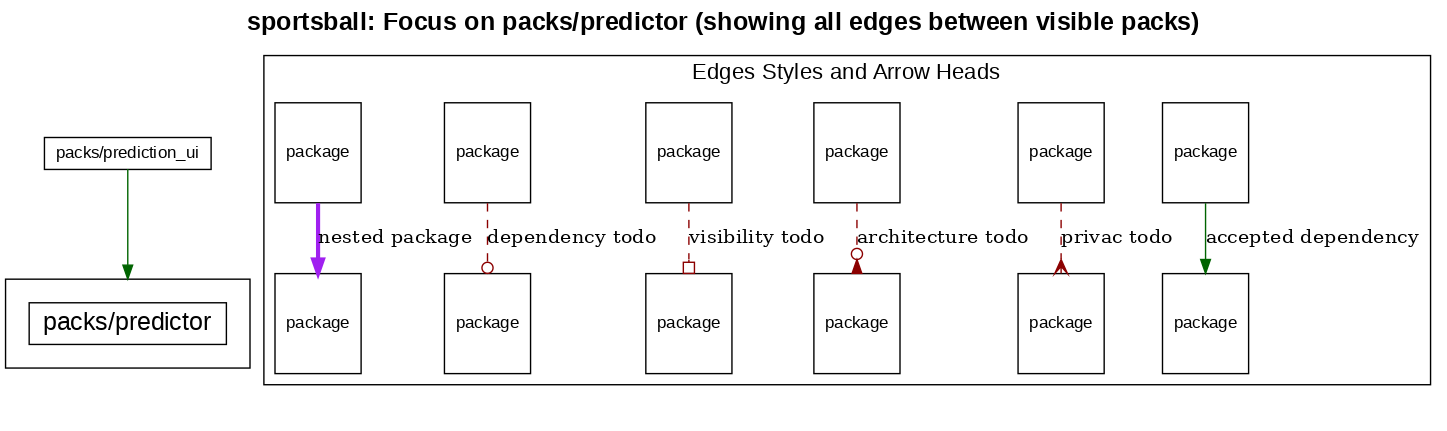 sportsball: Focus on packs/predictor (showing all edges between visible packs)
Edges Styles and Arrow Heads
packs/prediction_ui
package package package package package package
nested package dependency todo visibility todo architecture todo privac todo accepted dependency
packs/predictor
package package package package package package